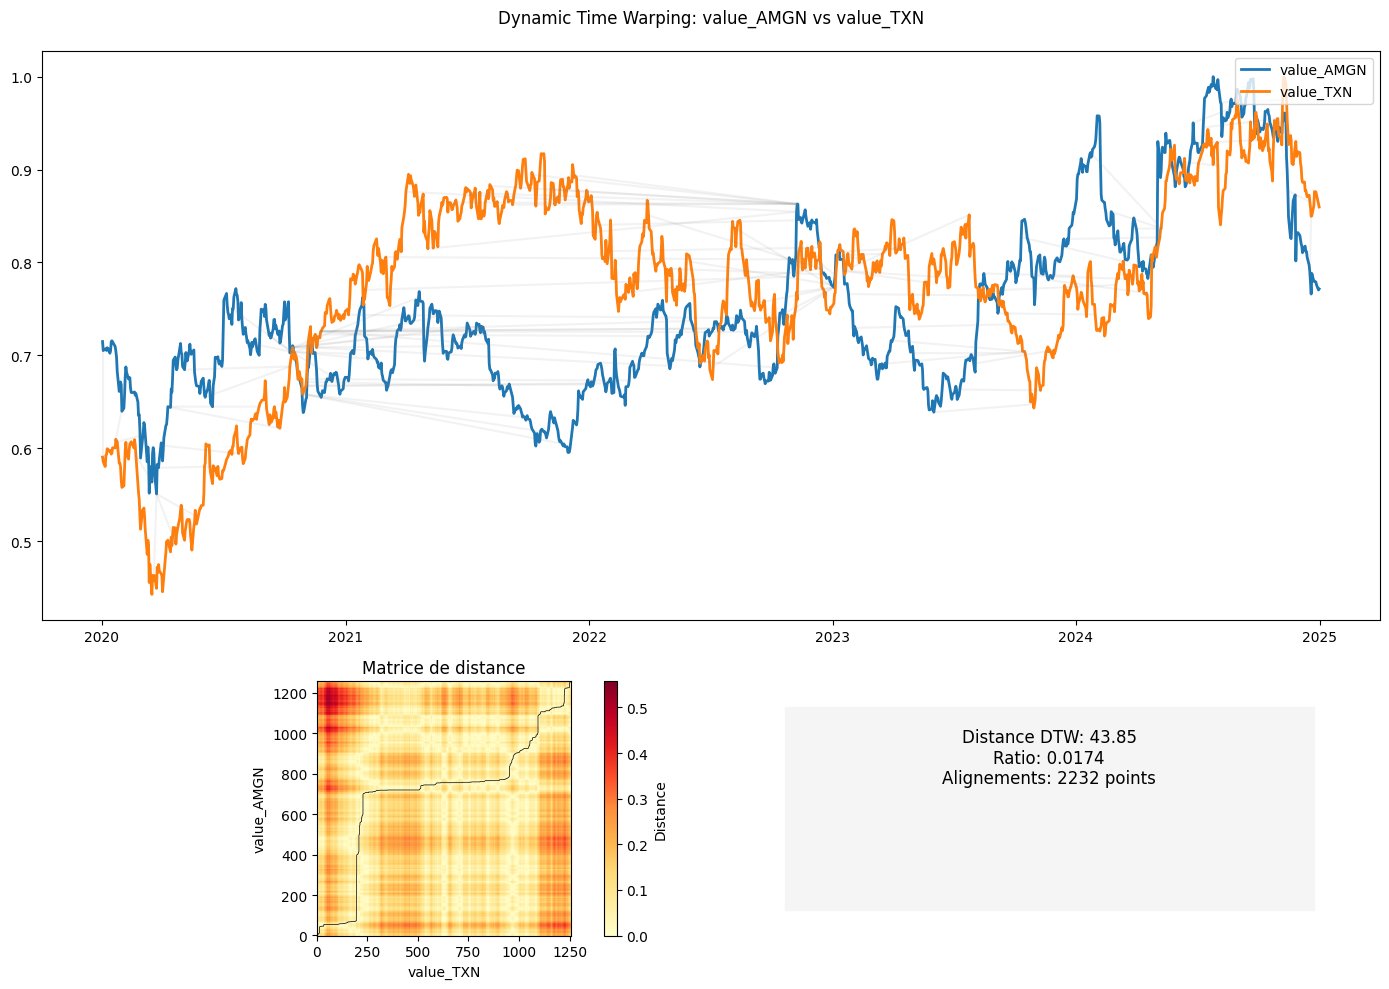 Dynamic Time Warping: value_AMGN vs value_TXN
1.0
0.9
0.8
0.7
0.6
0.5
value_AMGN
value_TXN
2020 2021 2022 2023 2024 2025
Matrice de distance
1200
1000
800
600
400
200
0
value_AMGN
0 250 500 750 1000 1250
value_TXN
0.5
0.4
0.3
0.2
0.1
0.0
Distance
Distance DTW: 43.85
Ratio: 0.0174
Alignements: 2232 points